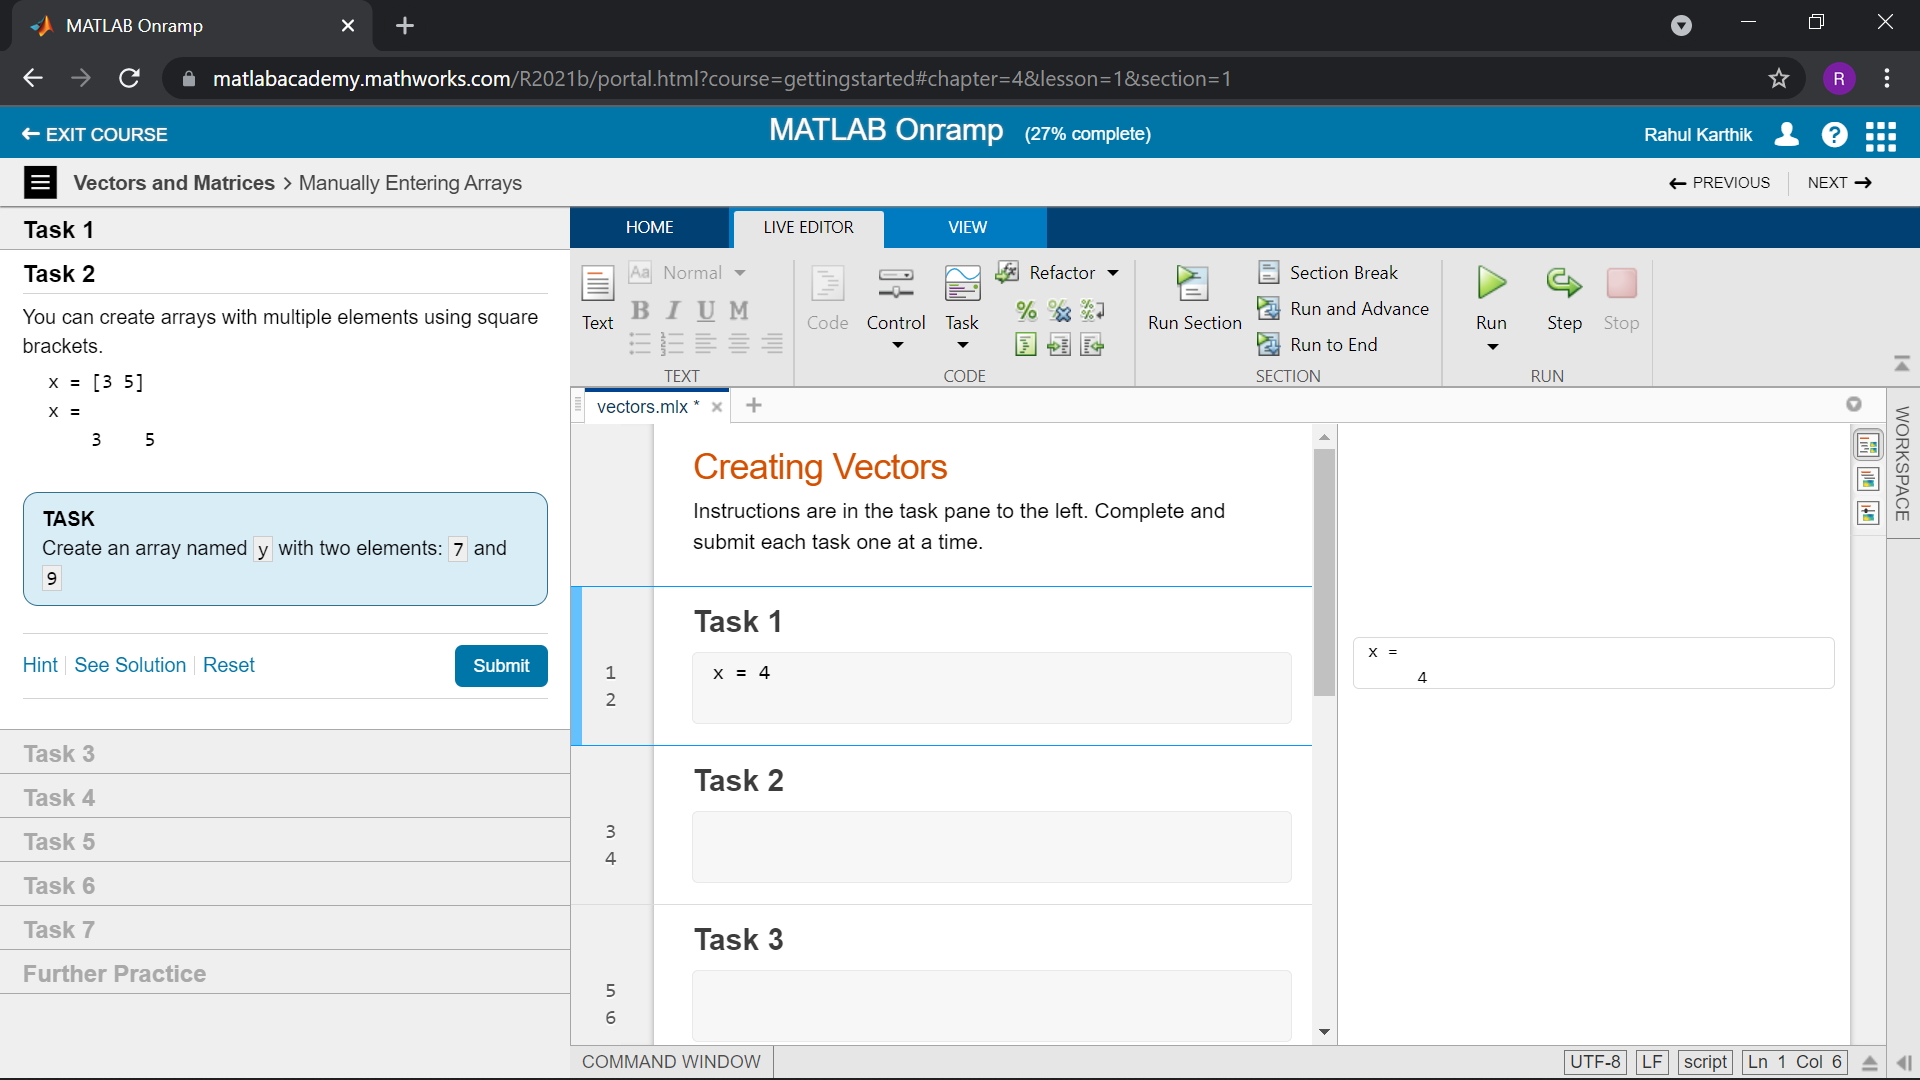 MATLAB Onramp
matlabacademy.mathworks.com/R2021b/portal.html?course=gettingstarted#chapter=4&lesson=1&section=1
R
EXIT COURSE
MATLAB Onramp (27% complete)
Rahul Karthik
?
Vectors and Matrices > Manually Entering Arrays
PREVIOUS
NEXT
Task 1
Task 2
You can create arrays with multiple elements using square
brackets.
x = [3 5]
x =
3 5
TASK
Create an array named y with two elements: 7 and
9
Hint See Solution Reset
Submit
Task 3
Task 4
Task 5
Task 6
Task 7
Further Practice
HOME
LIVE EDITOR
VIEW
Text
Aa Normal
B I U M
TEXT
Code
Control
Task
Refactor
CODE
Run Section
Section Break
Run and Advance
Run to End
SECTION
Run
Step
Stop
RUN
vectors.mlx *
WORKSPACE
Creating Vectors
Instructions are in the task pane to the left. Complete and
submit each task one at a time.
Task 1
1 x = 4
2
Task 2
3
4
Task 3
5
6
x =
4
COMMAND WINDOW
UTF-8 LF script Ln 1 Col 6